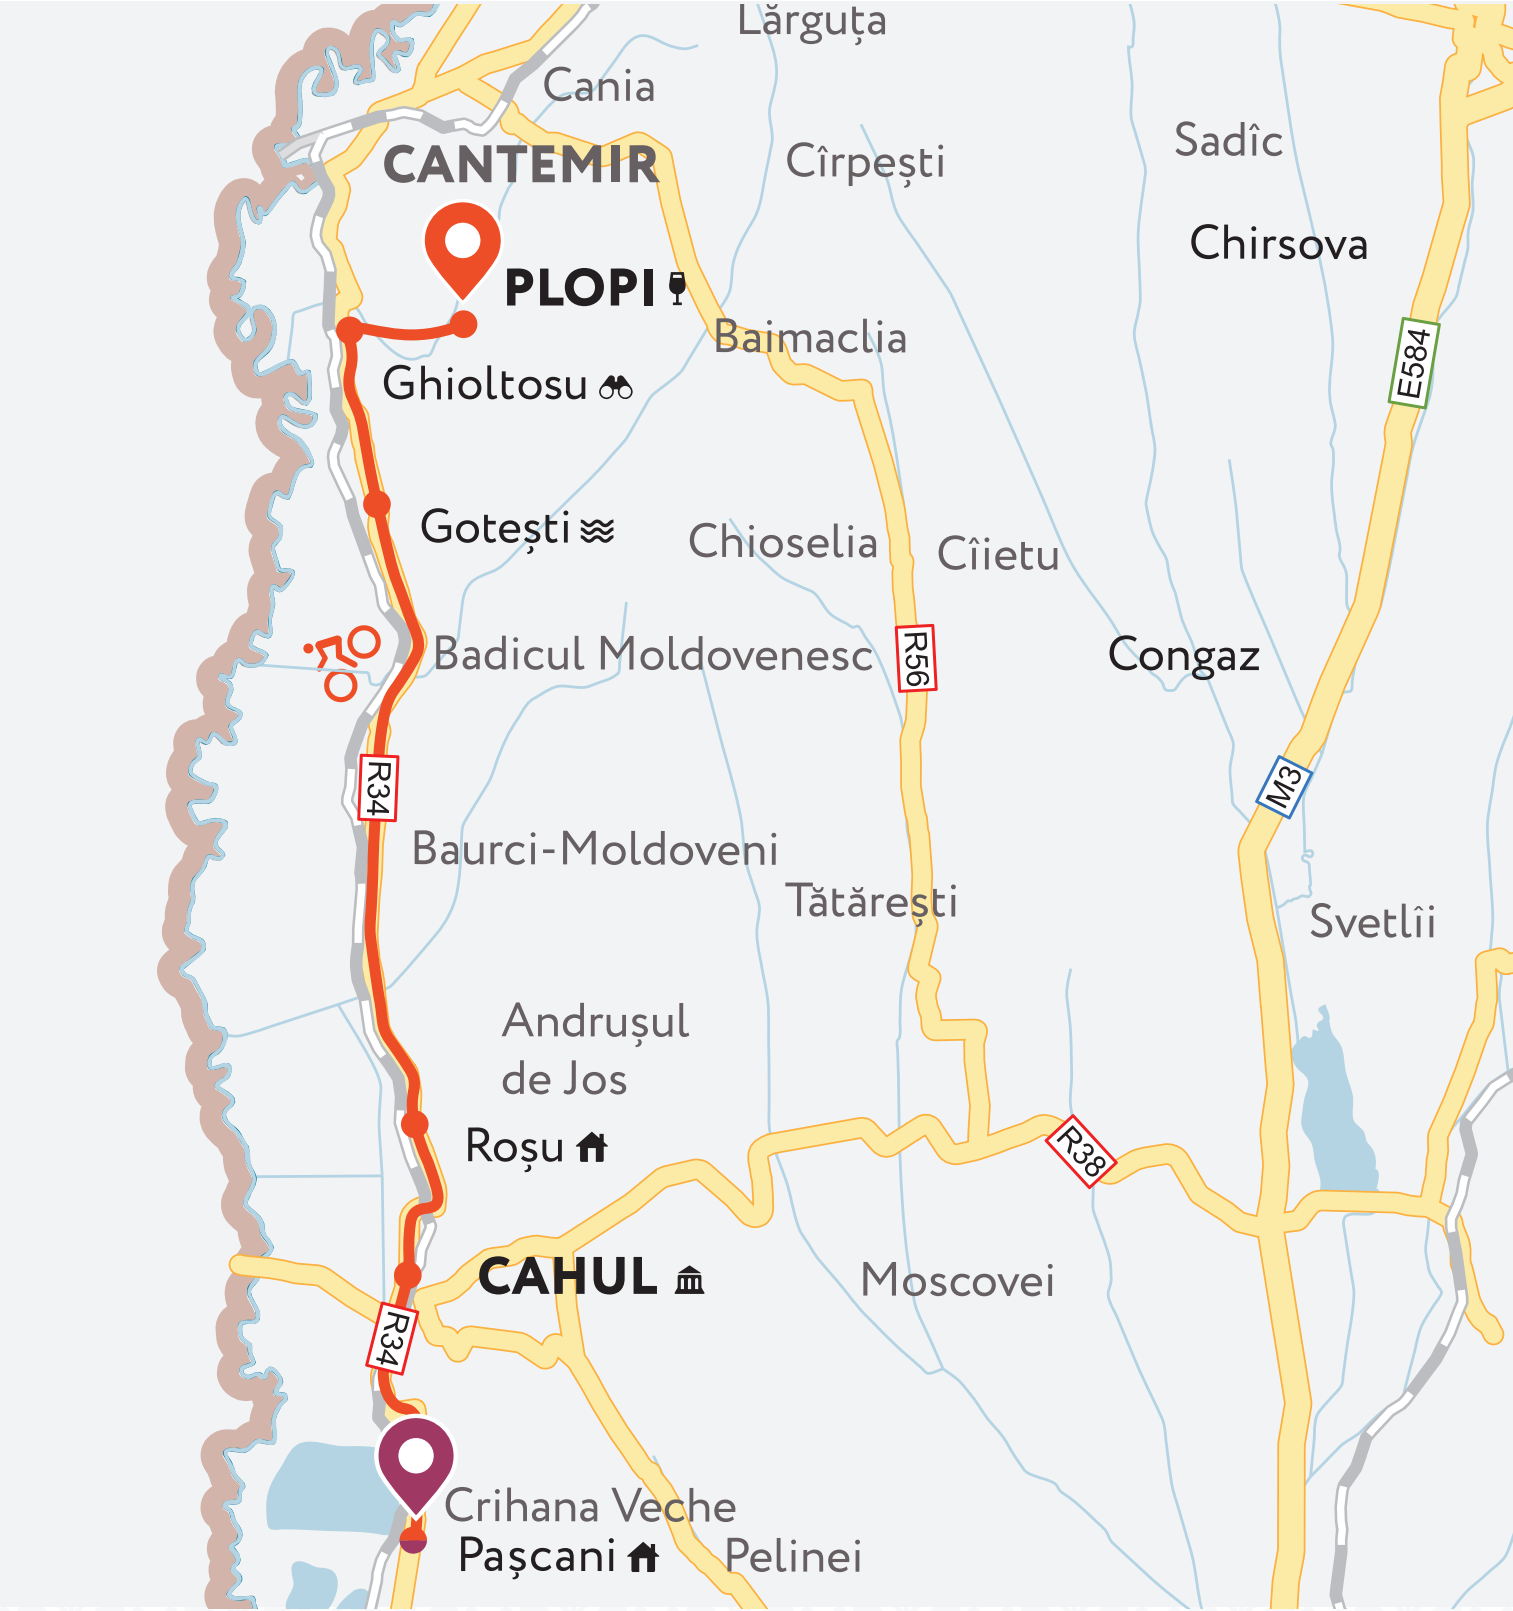 Lărguța
Cania
CANTEMIR
Cîrpești
Sadîc
Chirsova
PLOPI
Baimaclia
E584
Ghioltosu
Gotești
Chioselia
Cîietu
Badicul Moldovenesc
R56
Congaz
R34
M3
Baurci-Moldoveni
Tătărești
Svetlîi
Andrușul
de Jos
Roșu
R38
CAHUL
Moscovei
R34
Crihana Veche
Pașcani
Pelinei